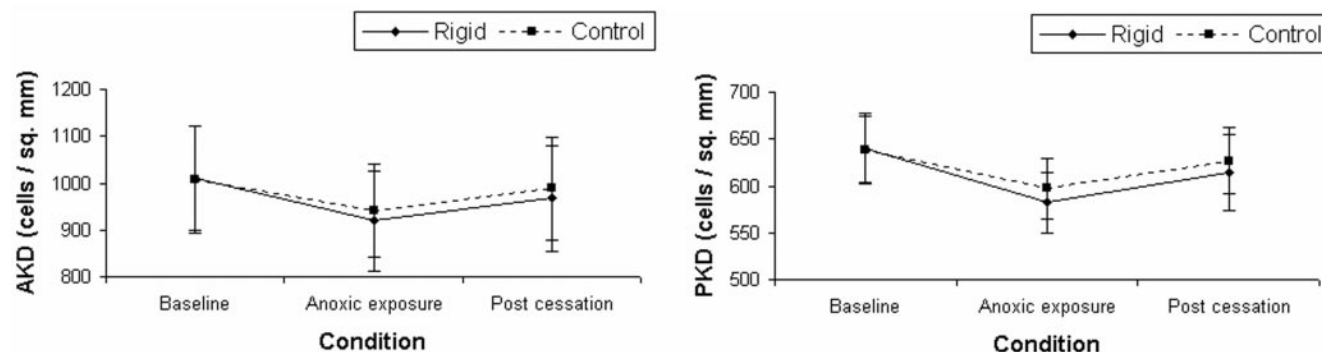 Rigid Control
AKD (cells / sq. mm)
1200
1100
1000
900
800
Baseline Anoxic exposure Post cessation
Condition
Rigid Control
PKD (cells / sq. mm)
700
650
600
550
500
Baseline Anoxic exposure Post cessation
Condition